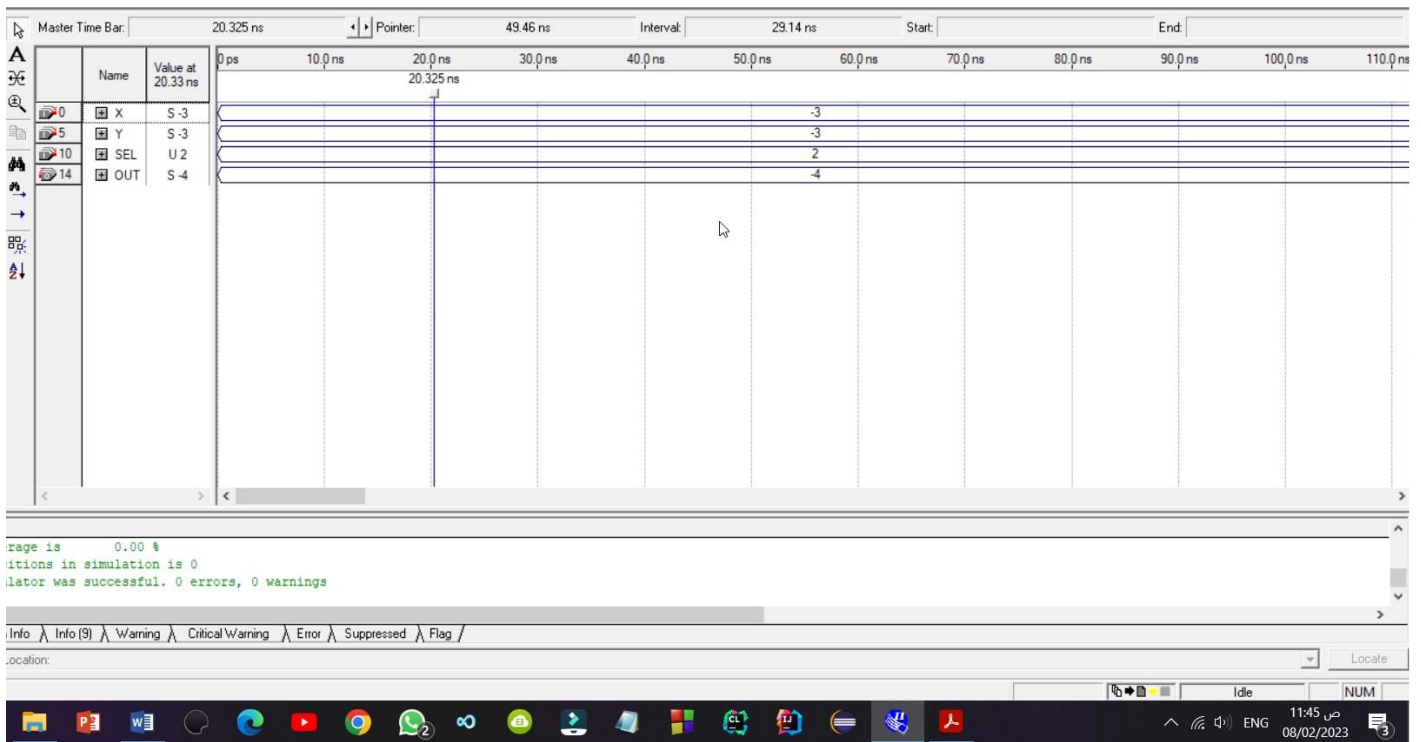 Master Time Bar: 20.325 ns Pointer: 49.46 ns Interval: 29.14 ns Start: End:
Name Value at 20.33 ns
0 ps 10.0 ns 20.0 ns 30.0 ns 40.0 ns 50.0 ns 60.0 ns 70.0 ns 80.0 ns 90.0 ns 100.0 ns 110.0 ns
20.325 ns
0 X S -3 -3
5 Y S -3 -3
10 SEL U 2 2
14 OUT S -4 -4
rage is 0.00 %
itions in simulation is 0
lator was successful. 0 errors, 0 warnings
Info Info (9) Warning Critical Warning Error Suppressed Flag
ocation: Locate
Idle NUM
2 CL IJ ENG 11:45 ص 3
08/02/2023